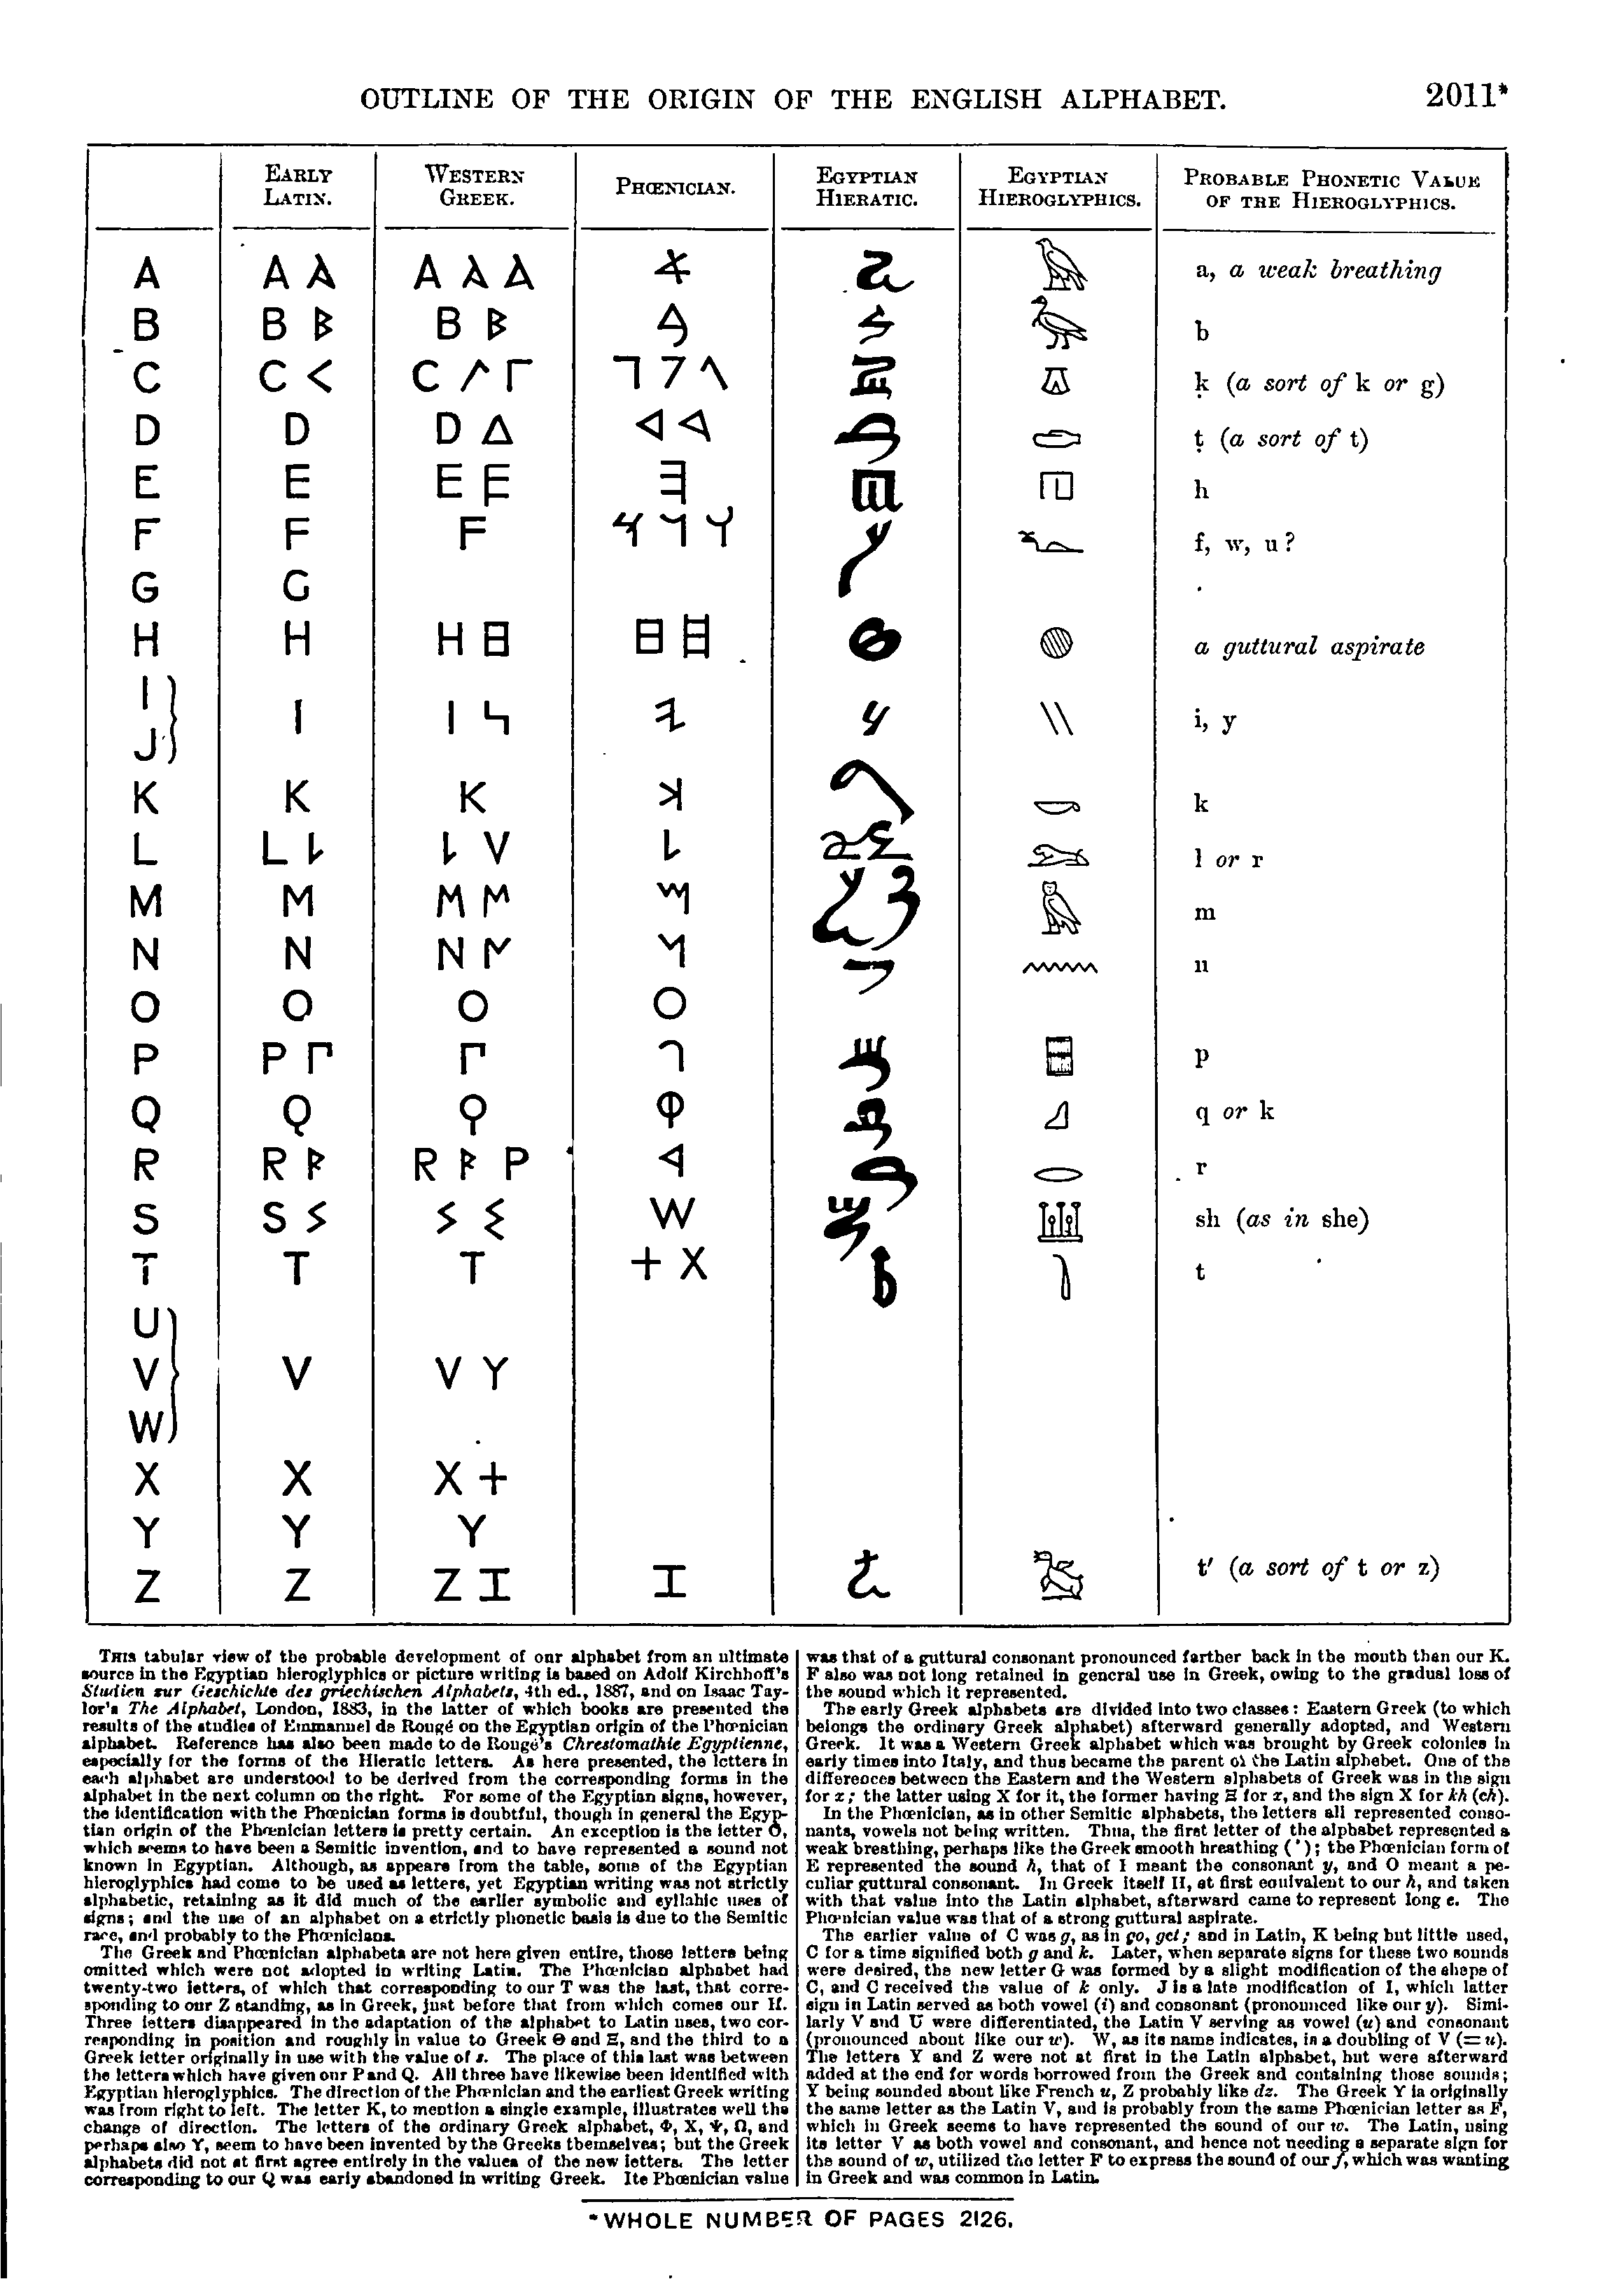 OUTLINE OF THE ORIGIN OF THE ENGLISH ALPHABET. 2011*
EARLY LATIN. WESTERN GREEK. PHŒNICIAN. EGYPTIAN HIERATIC. EGYPTIAN HIEROGLYPHICS. PROBABLE PHONETIC VALUE OF THE HIEROGLYPHICS.
A A A a, a weak breathing
B B B b
C C < C Γ ḳ (a sort of k or g)
D D D Δ ṭ (a sort of t)
E E E h
F F F f, w, u?
G G
H H H a guttural aspirate
I
J I I i, y
K K K k
L L V l or r
M M M m
N N N n
O O O O
P P Γ Γ p
Q Q Ϙ q or k
R R R P r
S S W sh (as in she)
T T T + X t
U
V V V Y
W
X X X +
Y Y Y
Z Z Z I I t′ (a sort of t or z)
THIS tabular view of the probable development of our alphabet from an ultimate
source in the Egyptian hieroglyphics or picture writing is based on Adolf Kirchhoff's
Studien zur Geschichte des griechischen Alphabets, 4th ed., 1887, and on Isaac Tay-
lor's The Alphabet, London, 1883, in the latter of which books are presented the
results of the studies of Emmanuel de Rougé on the Egyptian origin of the Phœnician
alphabet. Reference has also been made to de Rougé's Chrestomathie Egyptienne,
especially for the forms of the Hieratic letters. As here presented, the letters in
each alphabet are understood to be derived from the corresponding forms in the
alphabet in the next column on the right. For some of the Egyptian signs, however,
the identification with the Phœnician forms is doubtful, though in general the Egyp-
tian origin of the Phœnician letters is pretty certain. An exception is the letter O,
which seems to have been a Semitic invention, and to have represented a sound not
known in Egyptian. Although, as appears from the table, some of the Egyptian
hieroglyphics had come to be used as letters, yet Egyptian writing was not strictly
alphabetic, retaining as it did much of the earlier symbolic and syllabic uses of
signs; and the use of an alphabet on a strictly phonetic basis is due to the Semitic
race, and probably to the Phœnicians.
The Greek and Phœnician alphabets are not here given entire, those letters being
omitted which were not adopted in writing Latin. The Phœnician alphabet had
twenty-two letters, of which that corresponding to our T was the last, that corre-
sponding to our Z standing, as in Greek, just before that from which comes our H.
Three letters disappeared in the adaptation of the alphabet to Latin uses, two cor-
responding in position and roughly in value to Greek Θ and Ξ, and the third to a
Greek letter originally in use with the value of s. The place of this last was between
the letters which have given our P and Q. All three have likewise been identified with
Egyptian hieroglyphics. The direction of the Phœnician and the earliest Greek writing
was from right to left. The letter K, to mention a single example, illustrates well the
change of direction. The letters of the ordinary Greek alphabet, Φ, X, Ψ, Ω, and
perhaps also Y, seem to have been invented by the Greeks themselves; but the Greek
alphabets did not at first agree entirely in the values of the new letters. The letter
corresponding to our Q was early abandoned in writing Greek. Its Phœnician value
was that of a guttural consonant pronounced farther back in the mouth than our K.
F also was not long retained in general use in Greek, owing to the gradual loss of
the sound which it represented.
The early Greek alphabets are divided into two classes: Eastern Greek (to which
belongs the ordinary Greek alphabet) afterward generally adopted, and Western
Greek. It was a Western Greek alphabet which was brought by Greek colonies in
early times into Italy, and thus became the parent of the Latin alphabet. One of the
differences between the Eastern and the Western alphabets of Greek was in the sign
for x; the latter using X for it, the former having Ξ for x, and the sign X for kh (ch).
In the Phœnician, as in other Semitic alphabets, the letters all represented conso-
nants, vowels not being written. Thus, the first letter of the alphabet represented a
weak breathing, perhaps like the Greek smooth breathing (᾿); the Phœnician form of
E represented the sound h, that of I meant the consonant y, and O meant a pe-
culiar guttural consonant. In Greek itself H, at first equivalent to our h, and taken
with that value into the Latin alphabet, afterward came to represent long e. The
Phœnician value was that of a strong guttural aspirate.
The earlier value of C was g, as in go, get; and in Latin, K being but little used,
C for a time signified both g and k. Later, when separate signs for these two sounds
were desired, the new letter G was formed by a slight modification of the shape of
C, and C received the value of k only. J is a late modification of I, which latter
sign in Latin served as both vowel (i) and consonant (pronounced like our y). Simi-
larly V and U were differentiated, the Latin V serving as vowel (u) and consonant
(pronounced about like our w). W, as its name indicates, is a doubling of V (= u).
The letters Y and Z were not at first in the Latin alphabet, but were afterward
added at the end for words borrowed from the Greek and containing those sounds;
Y being sounded about like French u, Z probably like dz. The Greek Y is originally
the same letter as the Latin V, and is probably from the same Phœnician letter as F,
which in Greek seems to have represented the sound of our w. The Latin, using
its letter V as both vowel and consonant, and hence not needing a separate sign for
the sound of w, utilized the letter F to express the sound of our f, which was wanting
in Greek and was common in Latin.
*WHOLE NUMBER OF PAGES 2126.